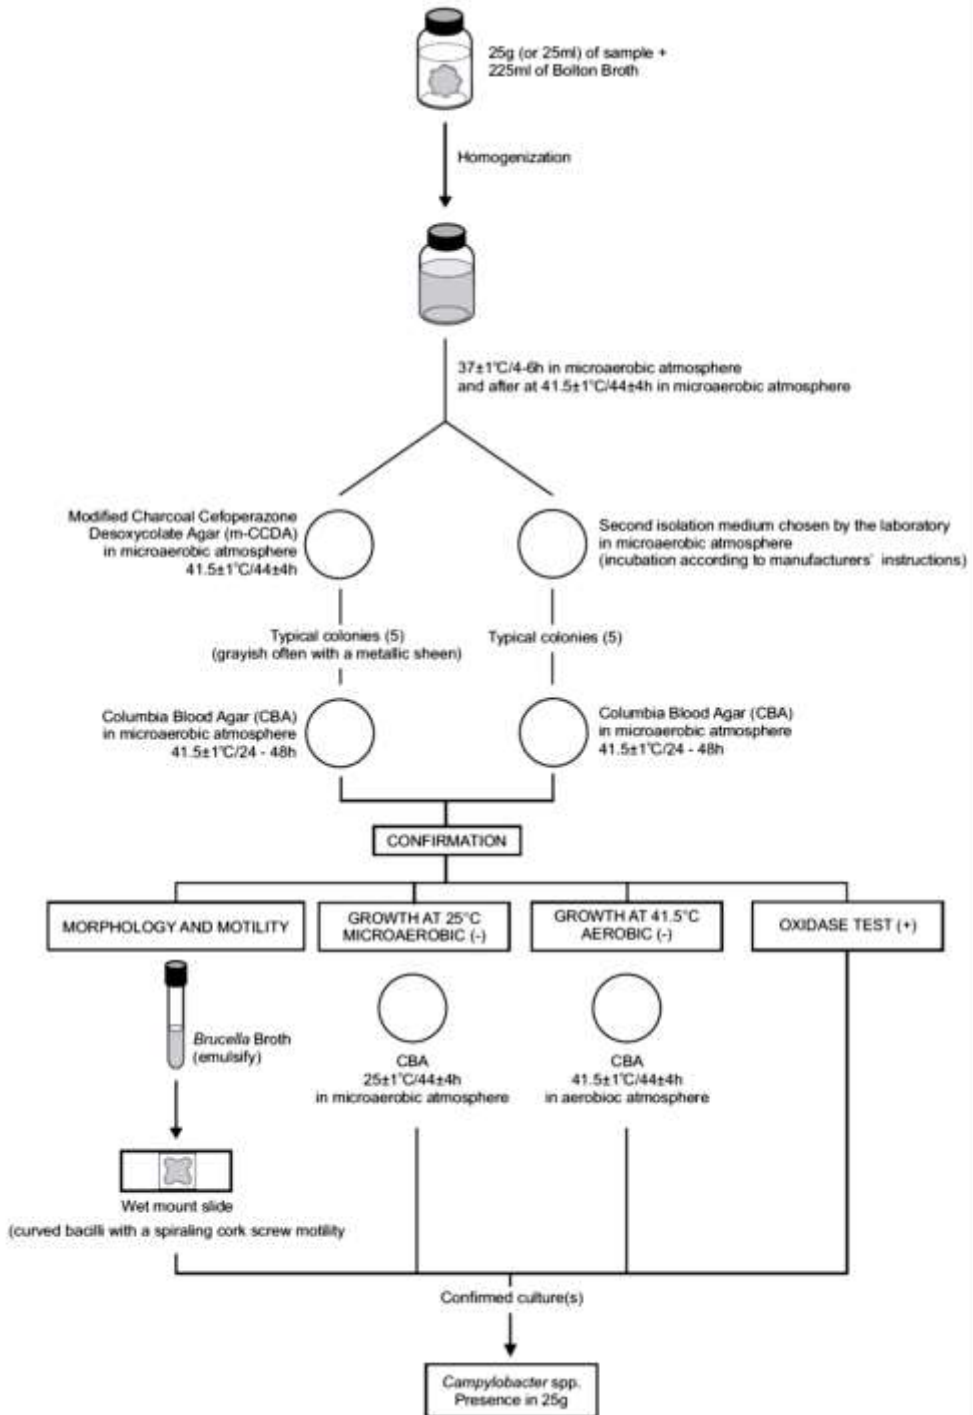 25g (or 25ml) of sample +
225ml of Bolton Broth
Homogenization
37±1°C/4-6h in microaerobic atmosphere
and after at 41.5±1°C/44±4h in microaerobic atmosphere
Modified Charcoal Cefoperazone
Desoxycolate Agar (m-CCDA)
in microaerobic atmosphere
41.5±1°C/44±4h
Second isolation medium chosen by the laboratory
in microaerobic atmosphere
(incubation according to manufacturers' instructions)
Typical colonies (5)
(grayish often with a metallic sheen)
Typical colonies (5)
Columbia Blood Agar (CBA)
in microaerobic atmosphere
41.5±1°C/24 - 48h
Columbia Blood Agar (CBA)
in microaerobic atmosphere
41.5±1°C/24 - 48h
CONFIRMATION
MORPHOLOGY AND MOTILITY
GROWTH AT 25°C
MICROAEROBIC (-)
GROWTH AT 41.5°C
AEROBIC (-)
OXIDASE TEST (+)
Brucella Broth
(emulsify)
CBA
25±1°C/44±4h
in microaerobic atmosphere
CBA
41.5±1°C/44±4h
in aerobioc atmosphere
Wet mount slide
(curved bacilli with a spiraling cork screw motility
Confirmed culture(s)
Campylobacter spp.
Presence in 25g